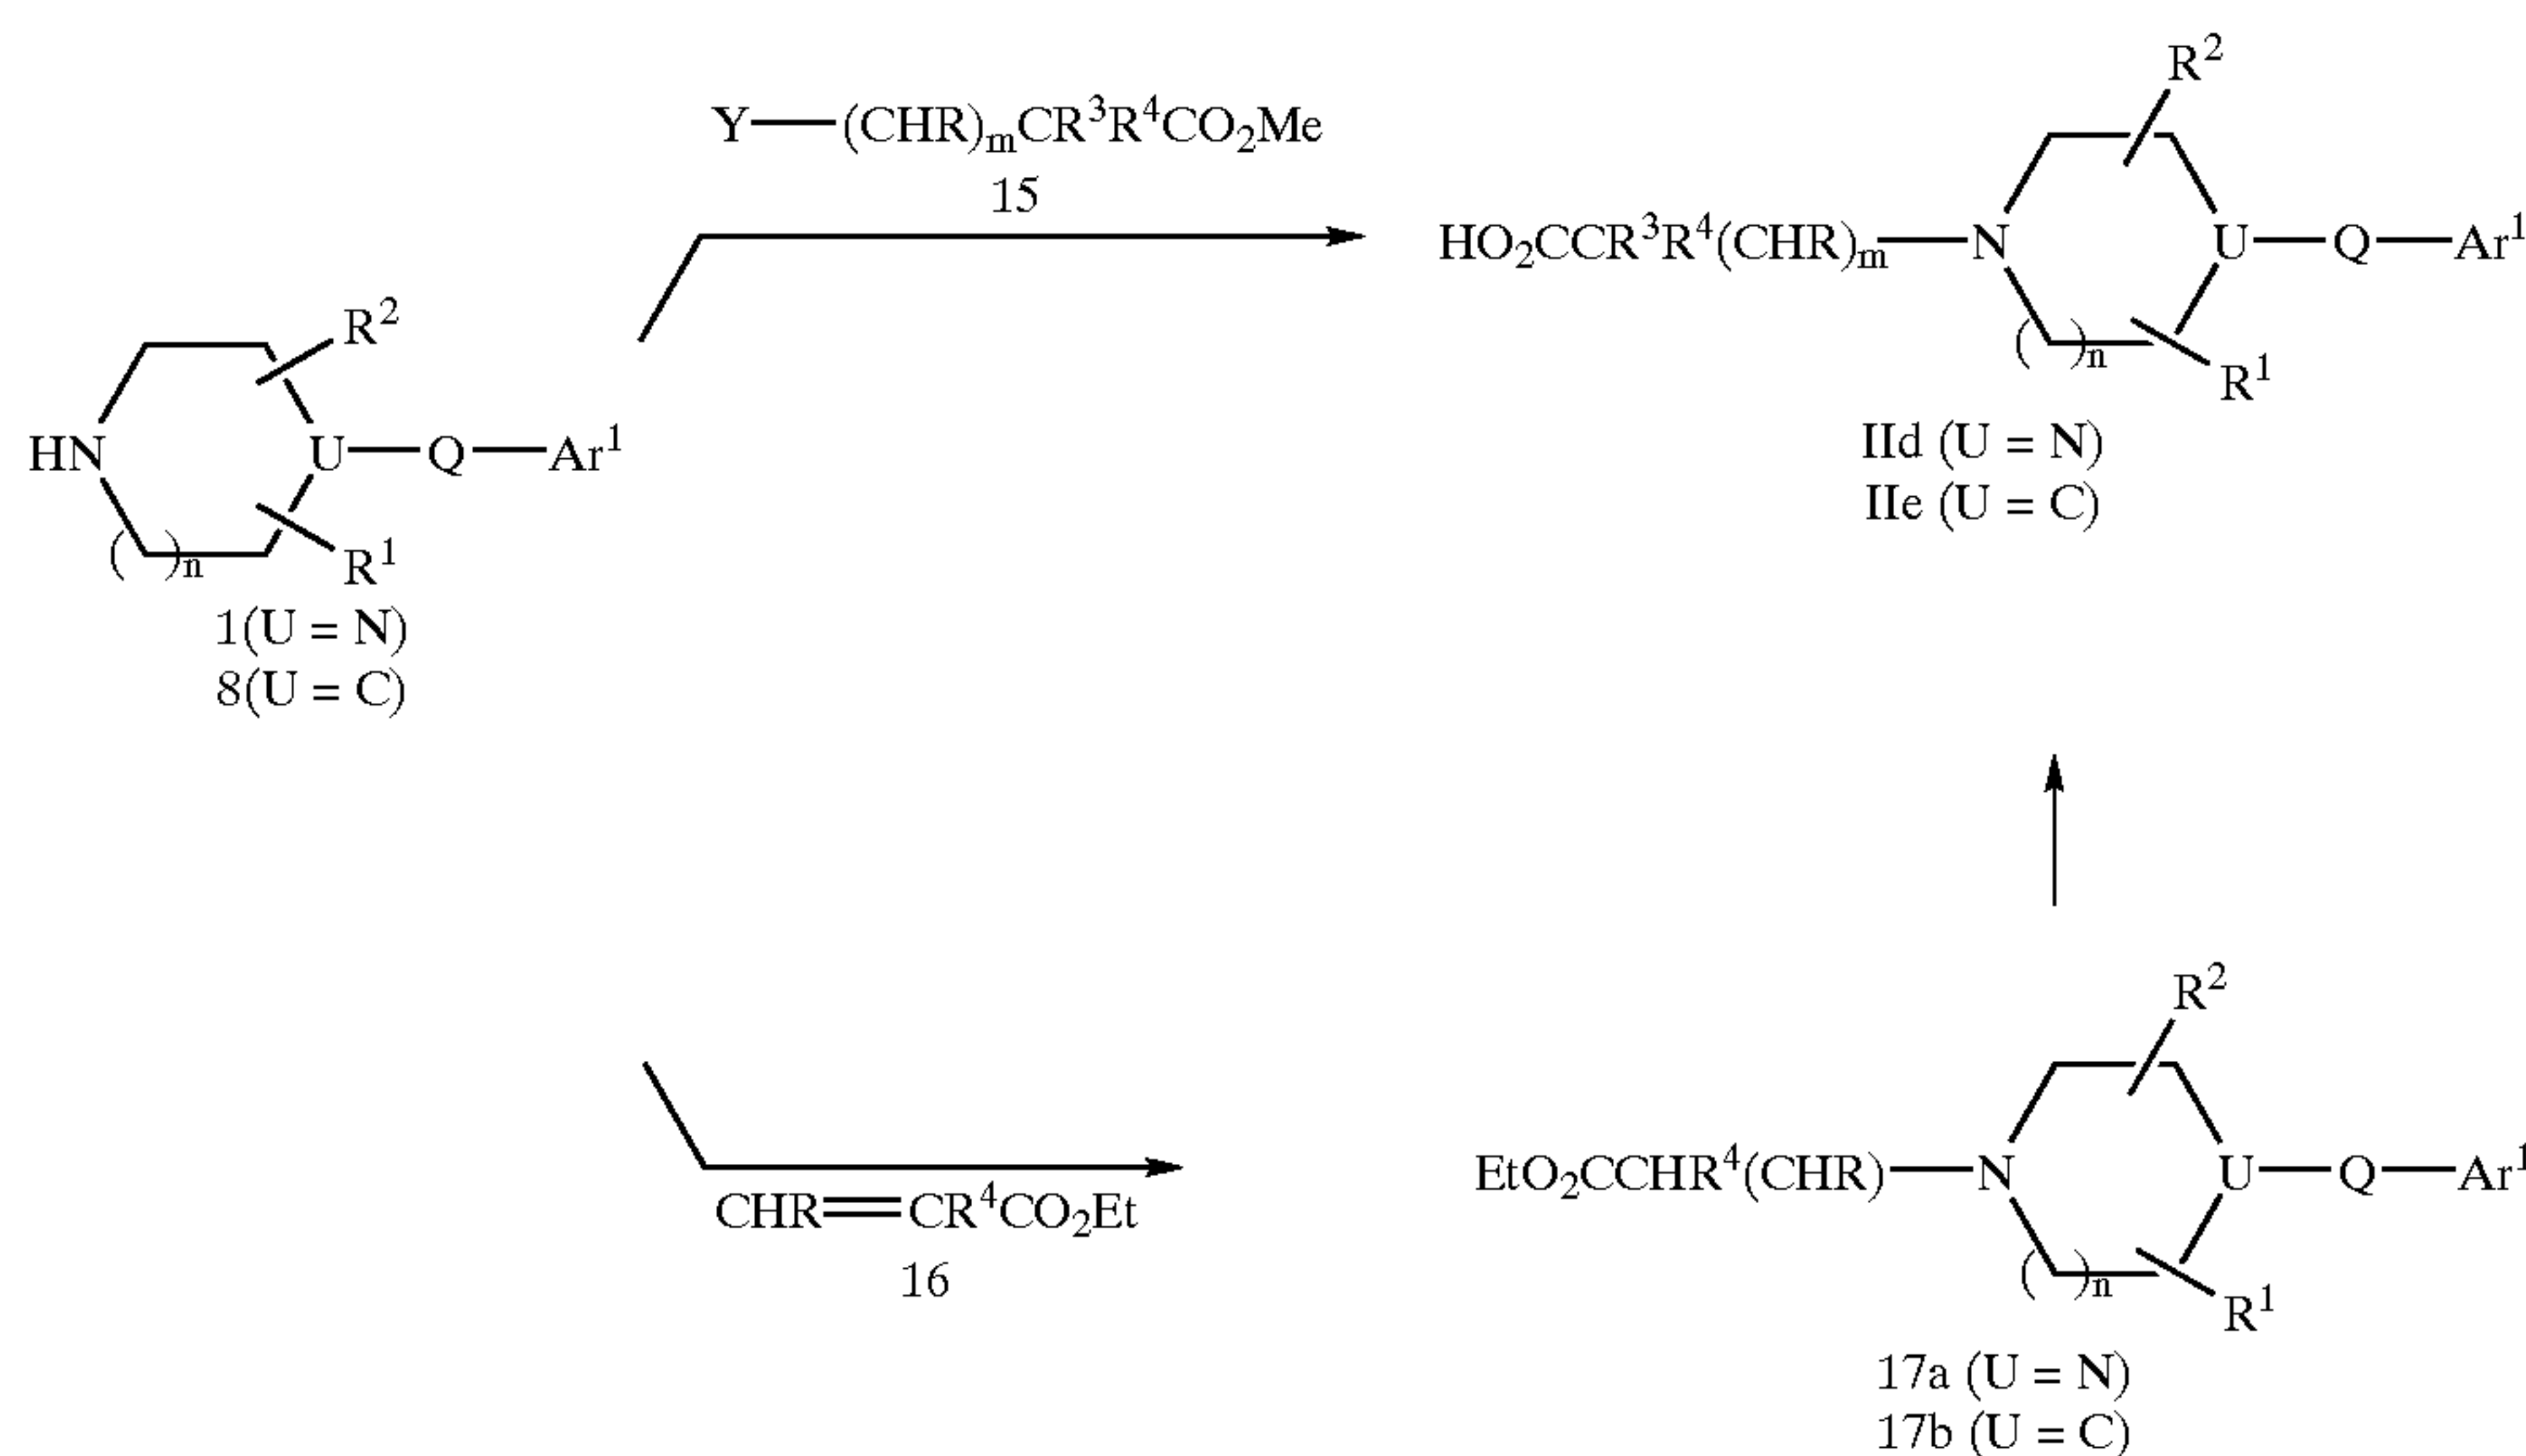 Y—(CHR)mCR³R⁴CO₂Me
15
R²
HN U—Q—Ar¹
( )n
R¹
1(U = N)
8(U = C)
R²
HO₂CCR³R⁴(CHR)m—N U—Q—Ar¹
( )n
R¹
IId (U = N)
IIe (U = C)
CHR=CR⁴CO₂Et
16
R²
EtO₂CCHR⁴(CHR)—N U—Q—Ar¹
( )n
R¹
17a (U = N)
17b (U = C)